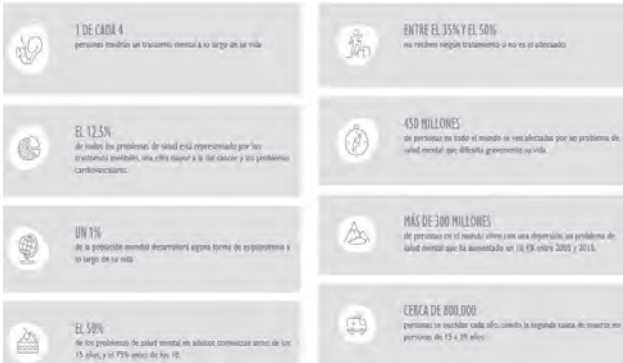 1 DE CADA 4
personas tendrán un trastorno mental a lo largo de su vida
EL 12,5%
de todos los problemas de salud está representado por los
trastornos mentales, una cifra mayor a la del cáncer y los problemas
cardiovasculares.
UN 1%
de la población mundial desarrollará alguna forma de esquizofrenia a
lo largo de su vida
EL 50%
de los problemas de salud mental en adultos comienzan antes de los
15 años, y el 75% antes de los 18.
ENTRE EL 35% Y EL 50%
no reciben ningún tratamiento o no es el adecuado.
450 MILLONES
de personas en todo el mundo se ven afectadas por un problema de
salud mental que dificulta gravemente su vida.
MÁS DE 300 MILLONES
de personas en el mundo viven con una depresión, un problema de
salud mental que ha aumentado un 18,4% entre 2005 y 2015.
CERCA DE 800.000
personas se suicidan cada año, siendo la segunda causa de muerte en
personas de 15 a 29 años.